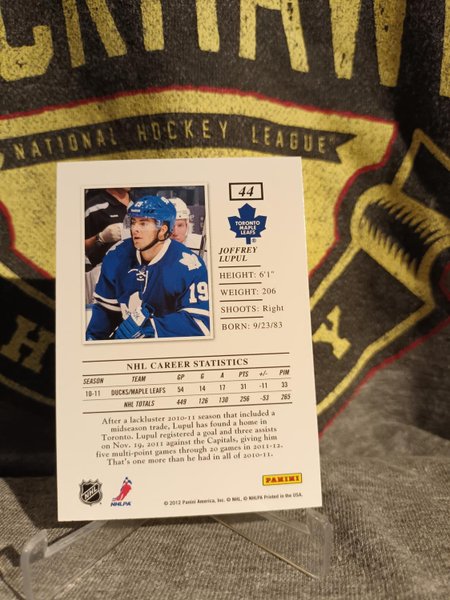 CKHAW
NATIONAL HOCKEY LEAGUE
44
TORONTO
MAPLE
LEAFS
JOFFREY
LUPUL
HEIGHT: 6'1"
WEIGHT: 206
SHOOTS: Right
BORN: 9/23/83
19
NHL CAREER STATISTICS
SEASON TEAM GP G A PTS +/- PIM
10-11 DUCKS/MAPLE LEAFS 54 14 17 31 -11 33
NHL TOTALS 449 126 130 256 -53 265
After a lackluster 2010-11 season that included a
midseason trade, Lupul has found a home in
Toronto. Lupul registered a goal and three assists
on Nov. 19, 2011 against the Capitals, giving him
five multi-point games through 20 games in 2011-12.
That's one more than he had in all of 2010-11.
NHL
NHLPA
PANINI
© 2012 Panini America, Inc. © NHL, © NHLPA Printed in the USA.